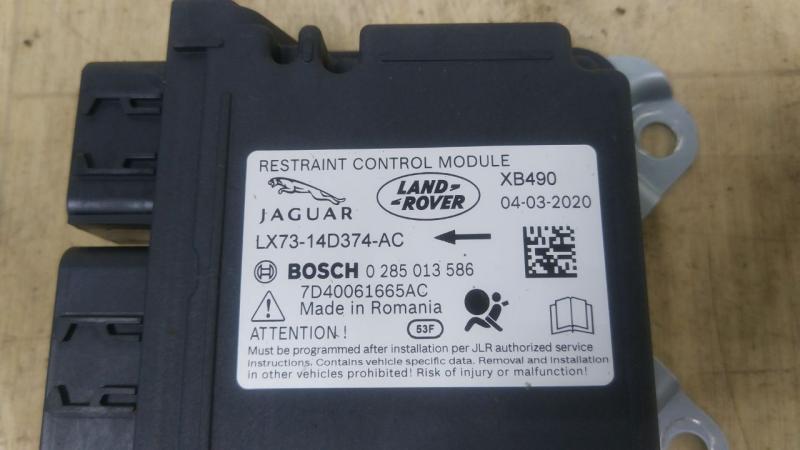 RESTRAINT CONTROL MODULE
JAGUAR
LAND-
-ROVER
XB490
04-03-2020
LX73-14D374-AC
BOSCH 0 285 013 586
7D40061665AC
Made in Romania
ATTENTION !
53F
Must be programmed after installation per JLR authorized service
instructions. Contains vehicle specific data. Removal and installation
in other vehicles prohibited! Risk of injury or malfunction!